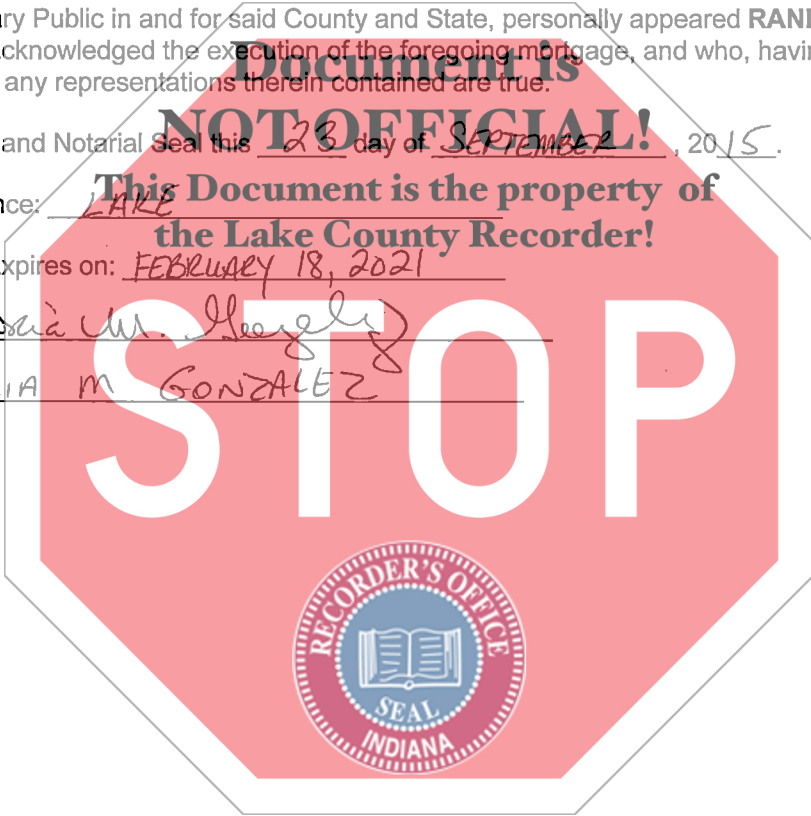 ry Public in and for said County and State, personally appeared RANI
cknowledged the execution of the foregoing mortgage, and who, havin
any representations therein contained are true.
Document is
NOT OFFICIAL!
and Notarial Seal this 23 day of SEPTEMBER, 2015.
This Document is the property of
the Lake County Recorder!
nce: LAKE
xpires on: FEBRUARY 18, 2021
M.
IA M GONZALEZ
STOP
RECORDER'S OFFICE
SEAL
INDIANA